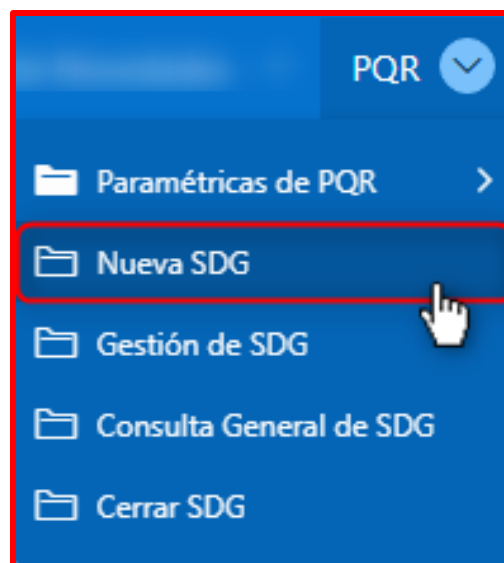 PQR
Paramétricas de PQR
Nueva SDG
Gestión de SDG
Consulta General de SDG
Cerrar SDG